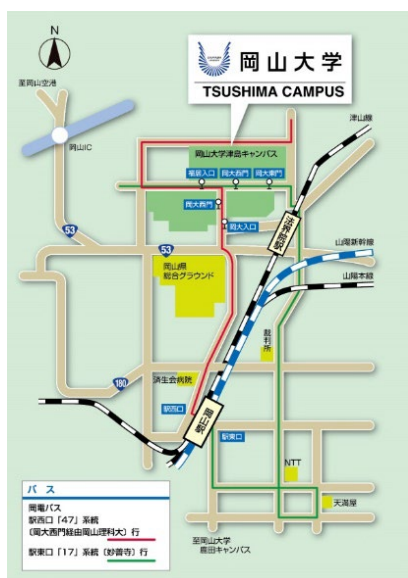 N
岡山大学
TSUSHIMA CAMPUS
至岡山空港
津山線
岡山IC
岡山大学津島キャンパス
福居入口
岡大西門
岡大東門
岡大西門
岡大入口
法界院駅
53
53
山陽新幹線
山陽本線
岡山県
総合グラウンド
裁判所
180
済生会病院
駅西口
岡山駅
駅東口
NTT
天満屋
至岡山大学
鹿田キャンパス
バス
岡電バス
駅西口「47」系統
(岡大西門経由岡山理科大)行
駅東口「17」系統(妙善寺)行